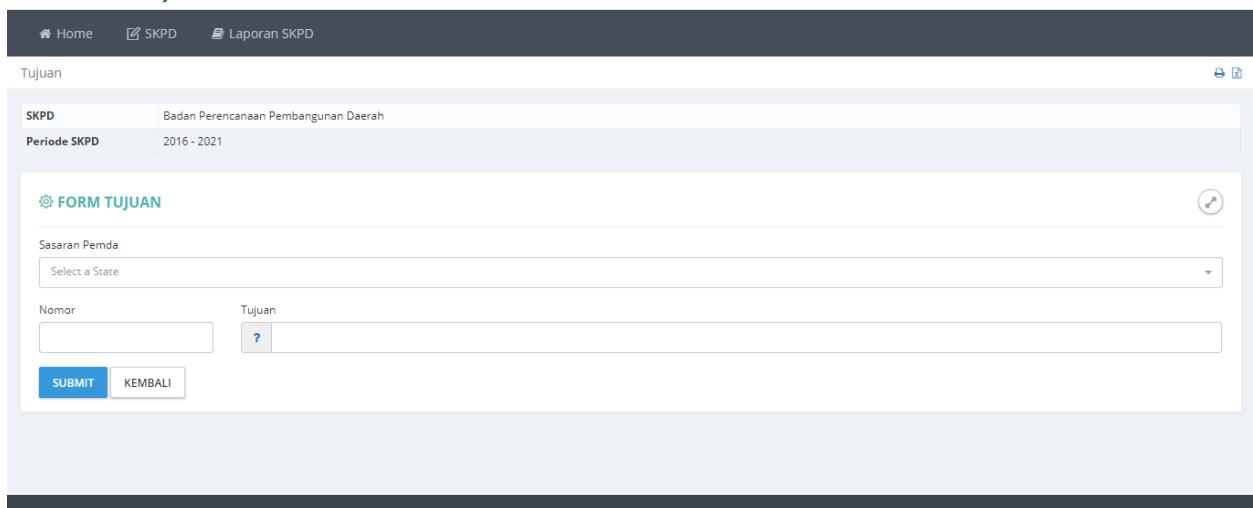 Home SKPD Laporan SKPD
Tujuan
SKPD Badan Perencanaan Pembangunan Daerah
Periode SKPD 2016 - 2021
FORM TUJUAN
Sasaran Pemda
Select a State
Nomor Tujuan
?
SUBMIT KEMBALI